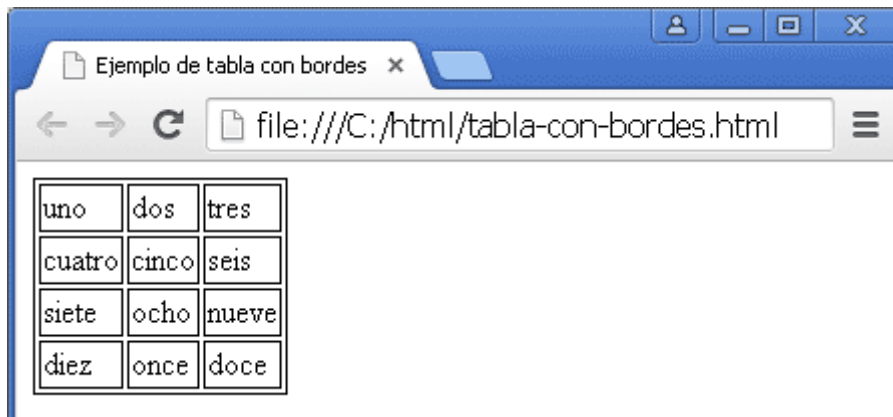 Ejemplo de tabla con bordes
file:///C:/html/tabla-con-bordes.html
uno dos tres
cuatro cinco seis
siete ocho nueve
diez once doce